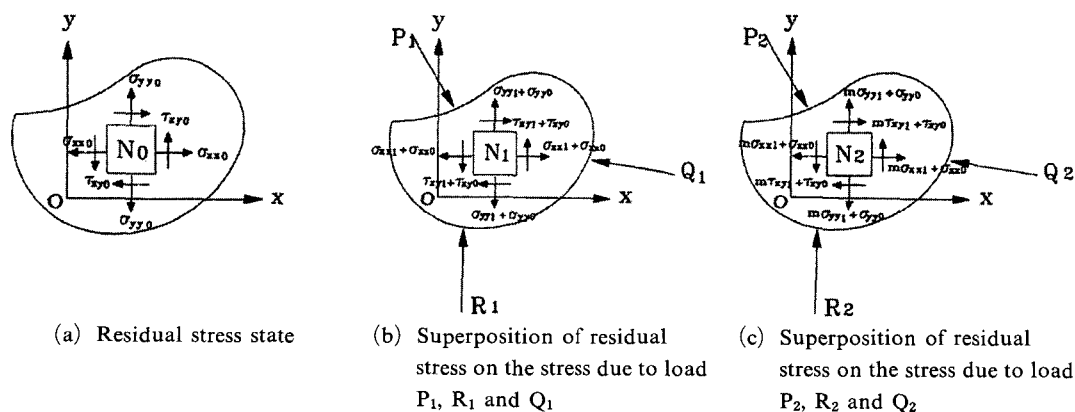 y
σyy0
τxy0
σxx0
N0
σxx0
τxy0
O
x
σyy0
(a) Residual stress state
y
P1
σyy1+σyy0
τxy1+τxy0
σxx1+σxx0
N1
σxx1+σxx0
τxy1+τxy0
Q1
O
x
σyy1+σyy0
R1
(b) Superposition of residual
stress on the stress due to load
P1, R1 and Q1
y
P2
mσyy1+σyy0
mτxy1+τxy0
mσxx1+σxx0
N2
mσxx1+σxx0
mτxy1+τxy0
Q2
O
x
mσyy1+σyy0
R2
(c) Superposition of residual
stress on the stress due to load
P2, R2 and Q2